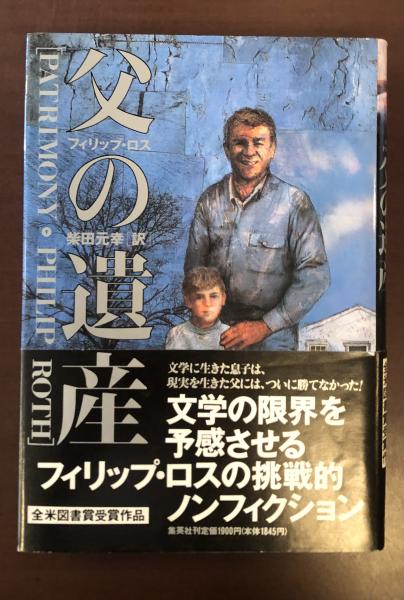 父の遺産
[PATRIMONY・PHILIP ROTH]
フィリップ・ロス
柴田元幸[訳]
文学に生きた息子は、
現実を生きた父には、ついに勝てなかった!
文学の限界を
予感させる
フィリップ・ロスの挑戦的
ノンフィクション
全米図書賞受賞作品
集英社刊定価1900円(本体1845円)